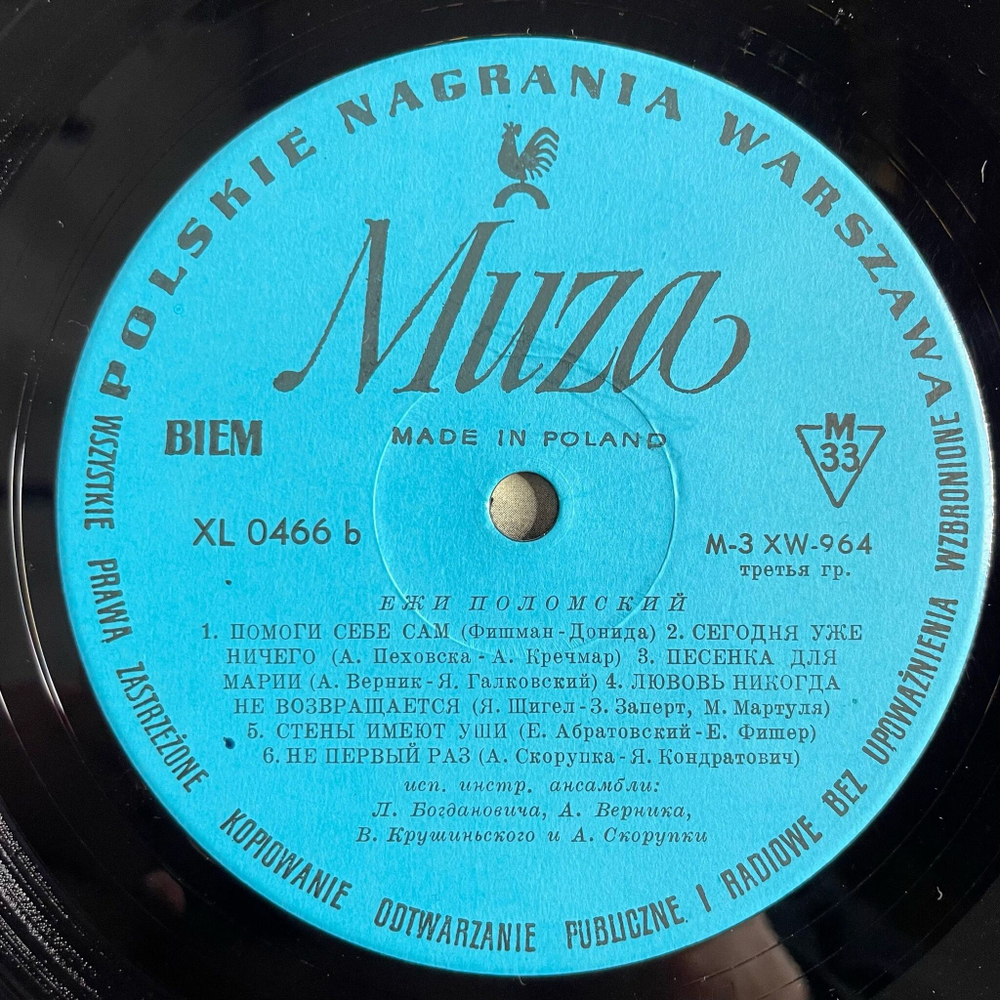 POLSKIE NAGRANIA WARSZAWA
Muza
BIEM
MADE IN POLAND
M
33
XL 0466 b
M-3 XW-964
третья гр.
ЕЖИ ПОЛОМСКИЙ
1. ПОМОГИ СЕБЕ САМ (Фишман-Донида) 2. СЕГОДНЯ УЖЕ
НИЧЕГО (А. Пеховска - А. Кречмар) 3. ПЕСЕНКА ДЛЯ
МАРИИ (А. Верник - Я. Галковский) 4. ЛЮВОВЬ НИКОГДА
НЕ ВОЗВРАЩАЕТСЯ (Я. Щигел - З. Заперт, М. Мартуля)
5. СТЕНЫ ИМЕЮТ УШИ (Е. Абратовский - Е. Фишер)
6. НЕ ПЕРВЫЙ РАЗ (А. Скорупка - Я. Кондратович)
исп. инстр. ансамбли:
Л. Богдановича, А. Верника,
В. Крушиньского и А. Скорупки
WSZYSTKIE PRAWA ZASTRZEŻONE KOPIOWANIE ODTWARZANIE PUBLICZNE I RADIOWE BEZ UPOWAŻNIENIA WZBRONIONE